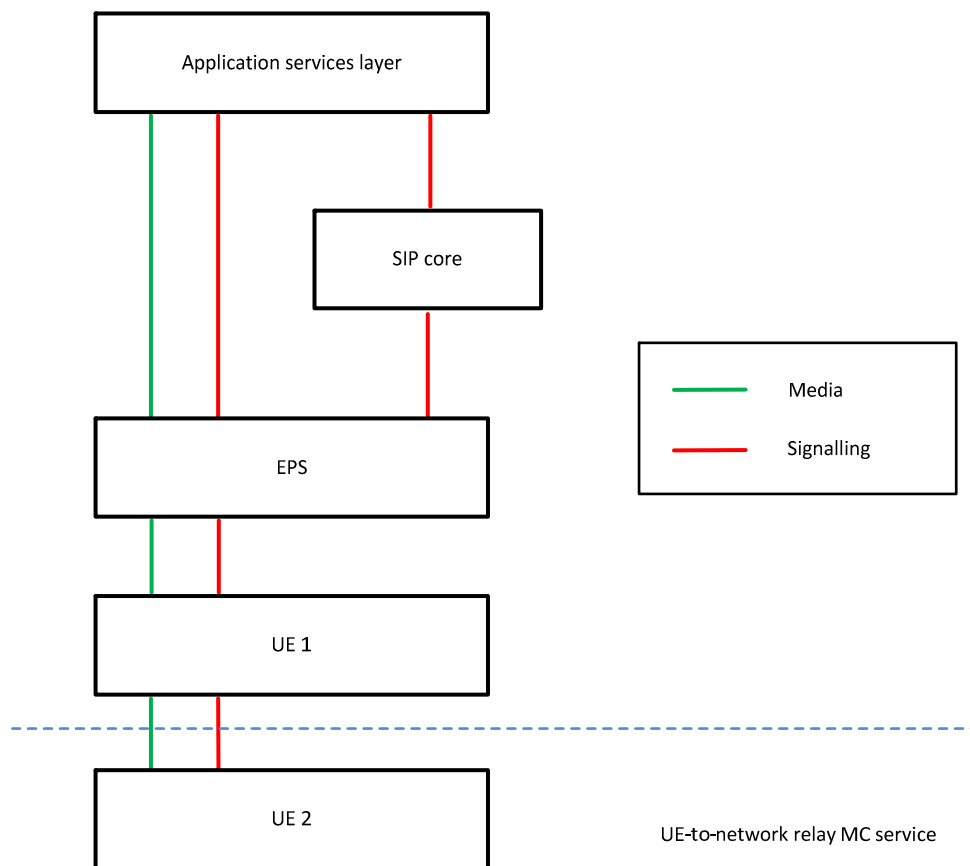 Application services layer
SIP core
Media
Signalling
EPS
UE 1
UE 2
UE-to-network relay MC service